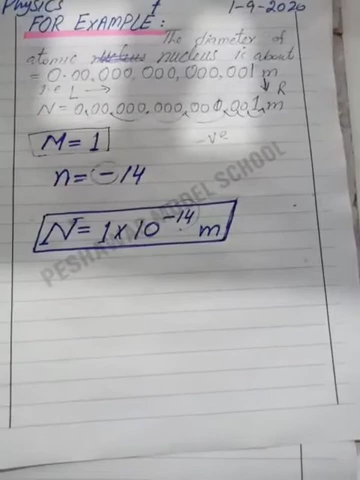 Physics 1-9-2020
FOR EXAMPLE:
The diameter of
atomic nucleus is about
= 0.00,000,000,000,001 m
i.e L → R
N = 0.00.000.000.000.001.m
M = 1 -ve
n = -14
N = 1 x 10^-14 m
PESHAWAR MODEL SCHOOL